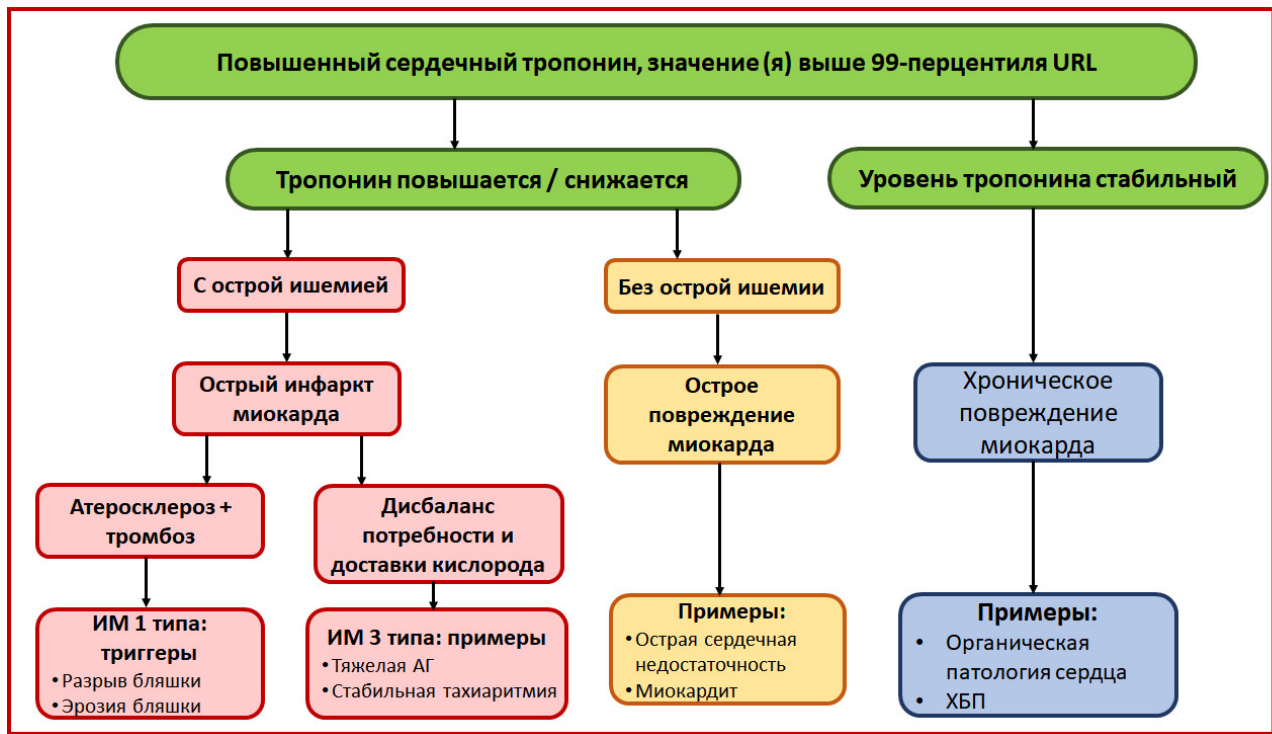 Повышенный сердечный тропонин, значение (я) выше 99-перцентиля URL
Тропонин повышается / снижается
Уровень тропонина стабильный
С острой ишемией
Без острой ишемии
Острый инфаркт
миокарда
Острое
повреждение
миокарда
Хроническое
повреждение
миокарда
Атеросклероз +
тромбоз
Дисбаланс
потребности и
доставки кислорода
ИМ 1 типа:
триггеры
• Разрыв бляшки
• Эрозия бляшки
ИМ 3 типа: примеры
• Тяжелая АГ
• Стабильная тахиаритмия
Примеры:
• Острая сердечная
недостаточность
• Миокардит
Примеры:
• Органическая
патология сердца
• ХБП